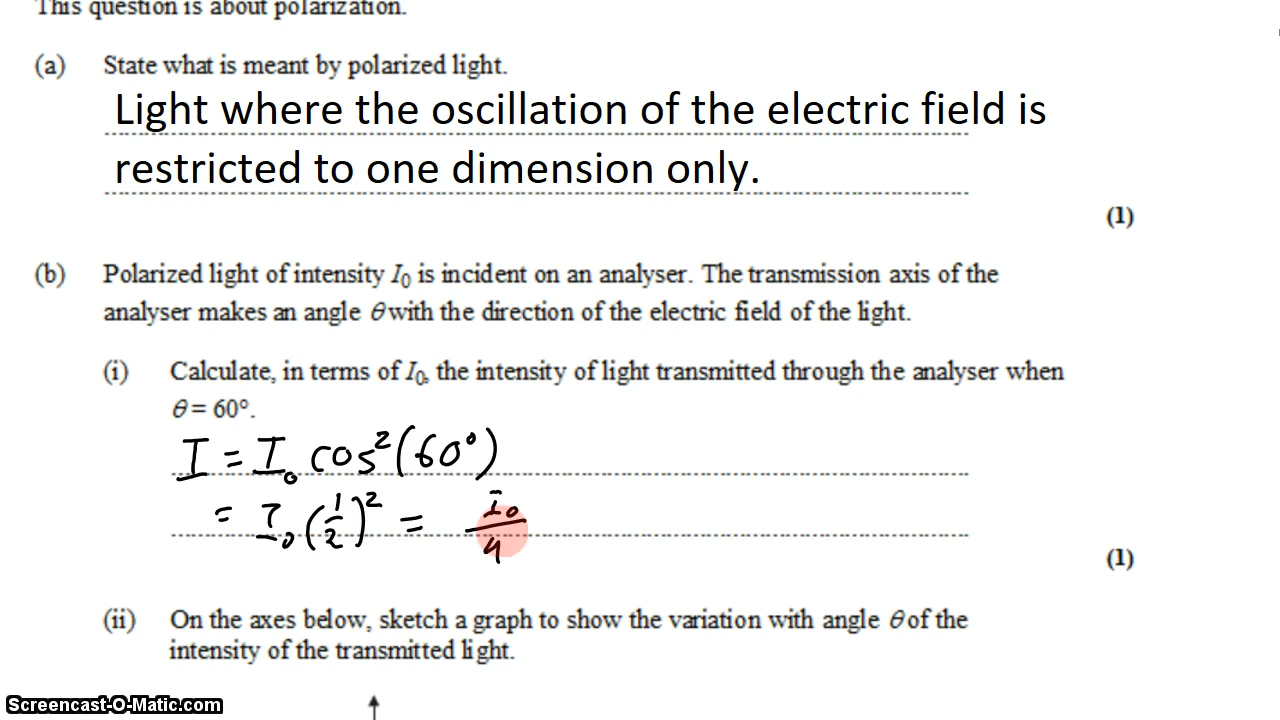 This question is about polarization.
(a) State what is meant by polarized light.
Light where the oscillation of the electric field is
restricted to one dimension only.
(1)
(b) Polarized light of intensity I₀ is incident on an analyser. The transmission axis of the
analyser makes an angle θ with the direction of the electric field of the light.
(i) Calculate, in terms of I₀, the intensity of light transmitted through the analyser when
θ = 60°.
I = I₀ cos²(60°)
= I₀ (1/2)² = I₀/4
(1)
(ii) On the axes below, sketch a graph to show the variation with angle θ of the
intensity of the transmitted light.
Screencast-O-Matic.com